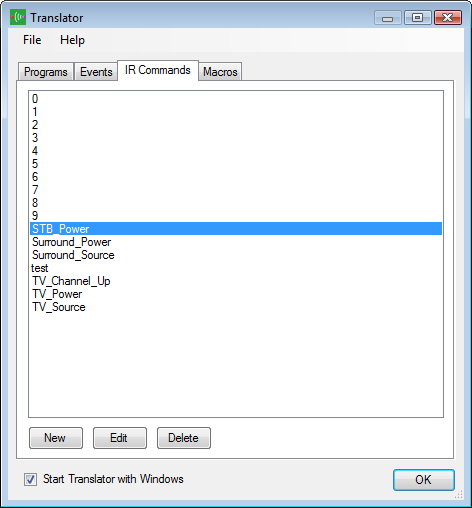 Translator
File Help
Programs Events IR Commands Macros
0
1
2
3
4
5
6
7
8
9
STB_Power
Surround_Power
Surround_Source
test
TV_Channel_Up
TV_Power
TV_Source
New Edit Delete
Start Translator with Windows OK